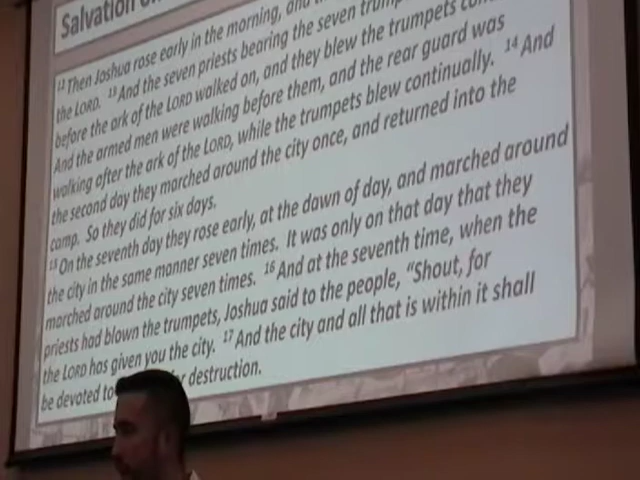 Salvation
12 Then Joshua rose early in the morning, and
the LORD. 13 And the seven priests bearing the seven
before the ark of the LORD walked on, and they blew the trumpets
And the armed men were walking before them, and the rear guard was
walking after the ark of the LORD, while the trumpets blew continually. 14 And
the second day they marched around the city once, and returned into the
camp. So they did for six days.
15 On the seventh day they rose early, at the dawn of day, and marched around
the city in the same manner seven times. It was only on that day that they
marched around the city seven times. 16 And at the seventh time, when the
priests had blown the trumpets, Joshua said to the people, “Shout, for
the LORD has given you the city. 17 And the city and all that is within it shall
be devoted to destruction.